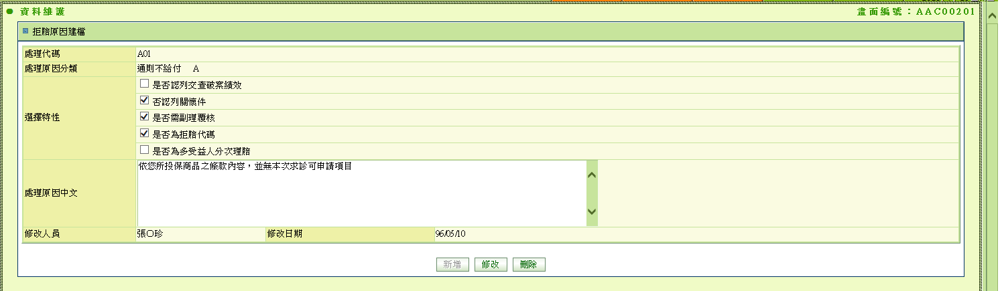 資料維護
畫面編號：AAC00201
拒賠原因建檔
處理代碼 A01
處理原因分類 通則不給付 A
選擇特性
是否認列交查破案績效
否認列關懷件
是否需副理覆核
是否為拒賠代碼
是否為多受益人分次理賠
處理原因中文
依您所投保商品之條款內容，並無本次求診可申請項目
修改人員 張○珍 修改日期 96/05/10
新增 修改 刪除